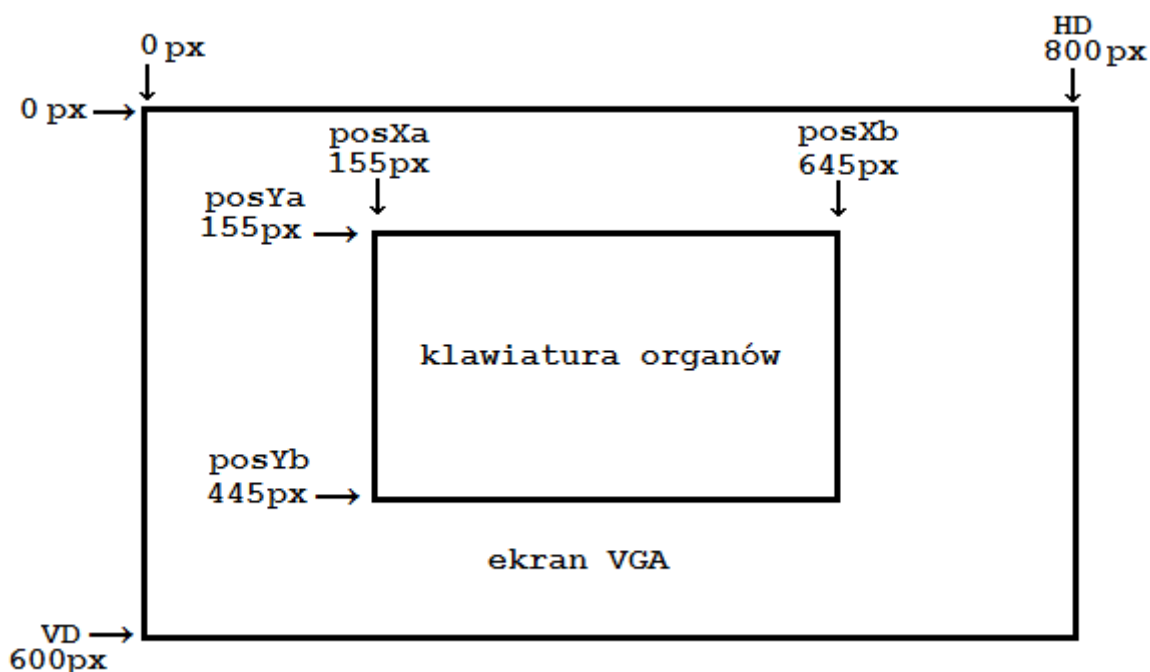 HD
0 px
800px
0 px
posXa
155px
posXb
645px
posYa
155px
klawiatura organów
posYb
445px
ekran VGA
VD
600px